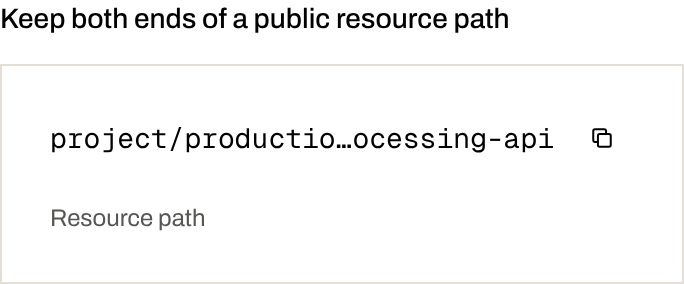 Keep both ends of a public resource path
project/productio…ocessing-api
Resource path